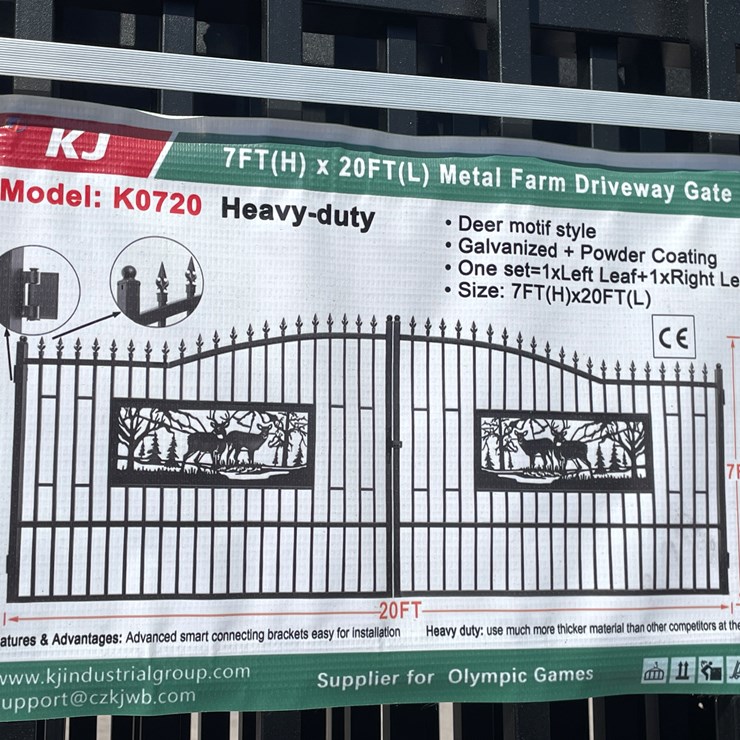 KJ
7FT(H) x 20FT(L) Metal Farm Driveway Gate
Model: K0720 Heavy-duty
• Deer motif style
• Galvanized + Powder Coating
• One set=1xLeft Leaf+1xRight Le
• Size: 7FT(H)x20FT(L)
CE
7F
20FT
atures & Advantages: Advanced smart connecting brackets easy for installation
Heavy duty: use much more thicker material than other competitors at the
www.kjindustrialgroup.com
upport@czkjwb.com
Supplier for Olympic Games